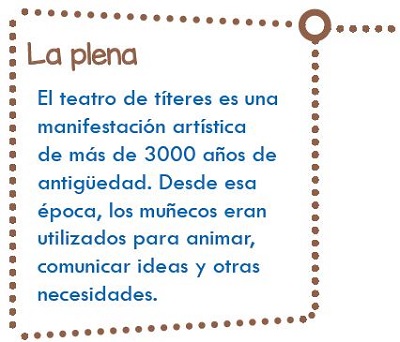 La plena
El teatro de títeres es una
manifestación artística
de más de 3000 años de
antigüedad. Desde esa
época, los muñecos eran
utilizados para animar,
comunicar ideas y otras
necesidades.